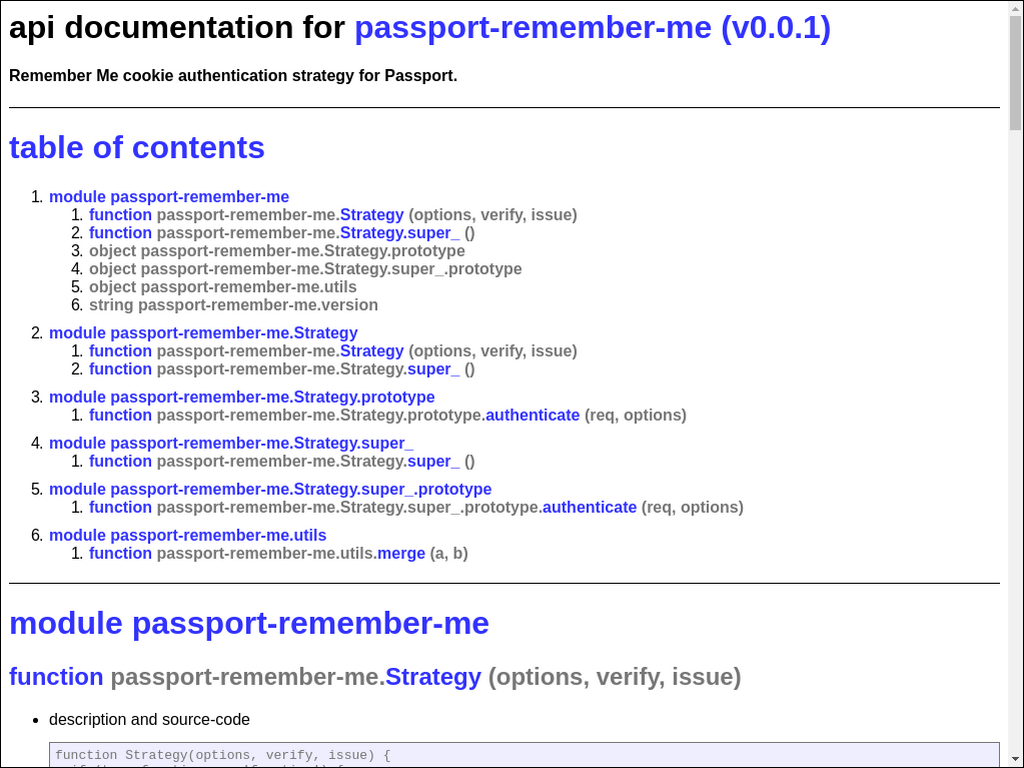 api documentation for passport-remember-me (v0.0.1)
Remember Me cookie authentication strategy for Passport.
table of contents
1. module passport-remember-me
1. function passport-remember-me.Strategy (options, verify, issue)
2. function passport-remember-me.Strategy.super_ ()
3. object passport-remember-me.Strategy.prototype
4. object passport-remember-me.Strategy.super_.prototype
5. object passport-remember-me.utils
6. string passport-remember-me.version
2. module passport-remember-me.Strategy
1. function passport-remember-me.Strategy (options, verify, issue)
2. function passport-remember-me.Strategy.super_ ()
3. module passport-remember-me.Strategy.prototype
1. function passport-remember-me.Strategy.prototype.authenticate (req, options)
4. module passport-remember-me.Strategy.super_
1. function passport-remember-me.Strategy.super_ ()
5. module passport-remember-me.Strategy.super_.prototype
1. function passport-remember-me.Strategy.super_.prototype.authenticate (req, options)
6. module passport-remember-me.utils
1. function passport-remember-me.utils.merge (a, b)
module passport-remember-me
function passport-remember-me.Strategy (options, verify, issue)
• description and source-code
function Strategy(options, verify, issue) {